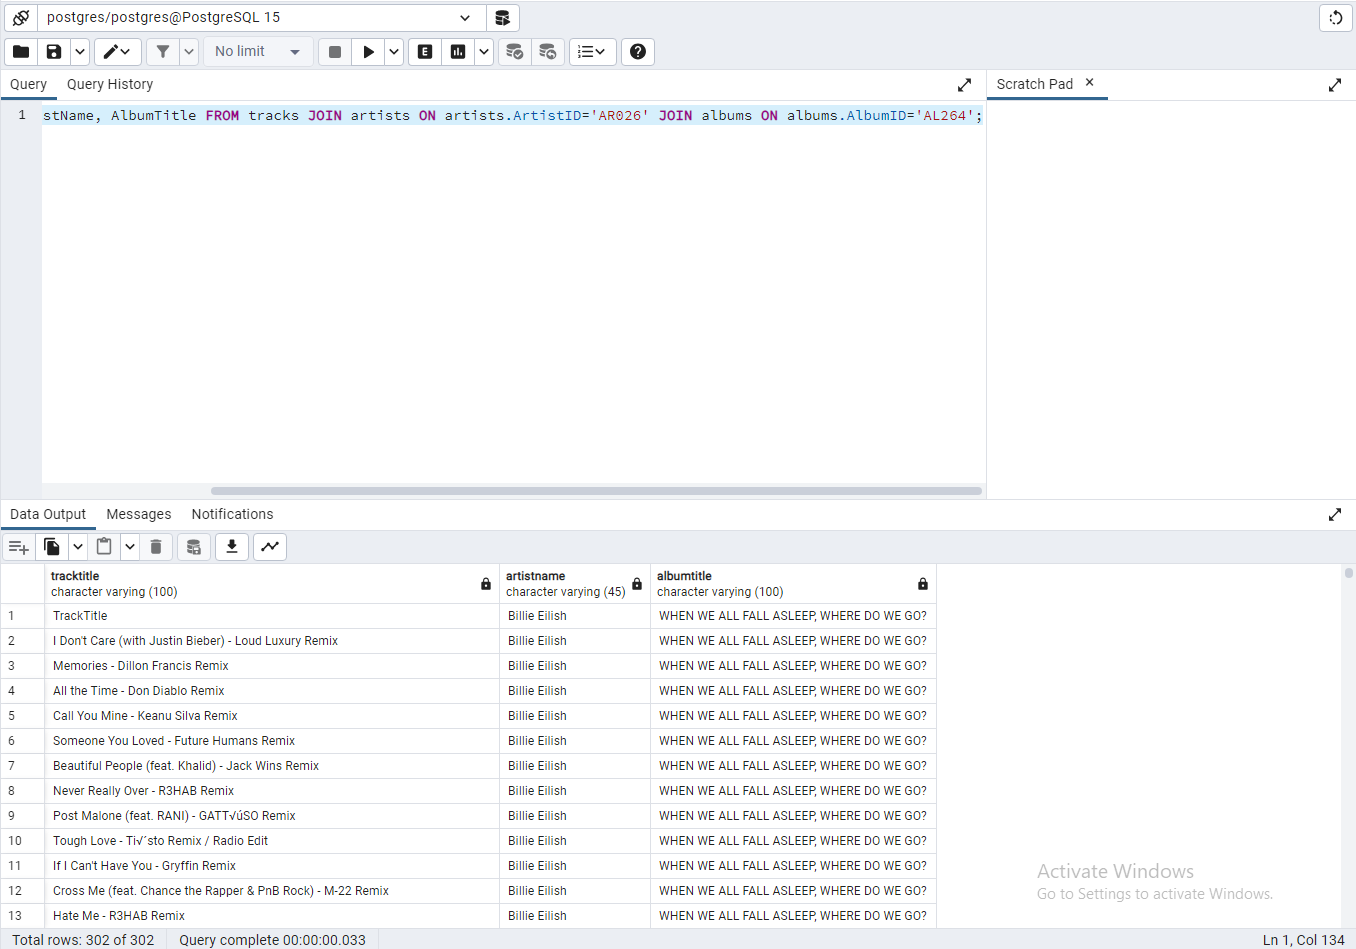 postgres/postgres@PostgreSQL 15
No limit
Query Query History
Scratch Pad
1 stName, AlbumTitle FROM tracks JOIN artists ON artists.ArtistID='AR026' JOIN albums ON albums.AlbumID='AL264';
Data Output Messages Notifications
tracktitle artistname albumtitle
character varying (100) character varying (45) character varying (100)
1 TrackTitle Billie Eilish WHEN WE ALL FALL ASLEEP, WHERE DO WE GO?
2 I Don't Care (with Justin Bieber) - Loud Luxury Remix Billie Eilish WHEN WE ALL FALL ASLEEP, WHERE DO WE GO?
3 Memories - Dillon Francis Remix Billie Eilish WHEN WE ALL FALL ASLEEP, WHERE DO WE GO?
4 All the Time - Don Diablo Remix Billie Eilish WHEN WE ALL FALL ASLEEP, WHERE DO WE GO?
5 Call You Mine - Keanu Silva Remix Billie Eilish WHEN WE ALL FALL ASLEEP, WHERE DO WE GO?
6 Someone You Loved - Future Humans Remix Billie Eilish WHEN WE ALL FALL ASLEEP, WHERE DO WE GO?
7 Beautiful People (feat. Khalid) - Jack Wins Remix Billie Eilish WHEN WE ALL FALL ASLEEP, WHERE DO WE GO?
8 Never Really Over - R3HAB Remix Billie Eilish WHEN WE ALL FALL ASLEEP, WHERE DO WE GO?
9 Post Malone (feat. RANI) - GATT√úSO Remix Billie Eilish WHEN WE ALL FALL ASLEEP, WHERE DO WE GO?
10 Tough Love - Ti√´sto Remix / Radio Edit Billie Eilish WHEN WE ALL FALL ASLEEP, WHERE DO WE GO?
11 If I Can't Have You - Gryffin Remix Billie Eilish WHEN WE ALL FALL ASLEEP, WHERE DO WE GO?
12 Cross Me (feat. Chance the Rapper & PnB Rock) - M-22 Remix Billie Eilish WHEN WE ALL FALL ASLEEP, WHERE DO WE GO?
13 Hate Me - R3HAB Remix Billie Eilish WHEN WE ALL FALL ASLEEP, WHERE DO WE GO?
Activate Windows
Go to Settings to activate Windows.
Total rows: 302 of 302 Query complete 00:00:00.033 Ln 1, Col 134